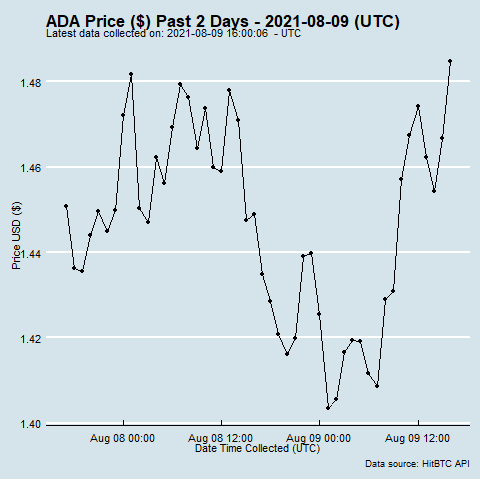 ADA Price ($) Past 2 Days - 2021-08-09 (UTC)
Latest data collected on: 2021-08-09 16:00:06 - UTC
1.48
1.46
1.44
1.42
1.40
Price USD ($)
Aug 08 00:00 Aug 08 12:00 Aug 09 00:00 Aug 09 12:00
Date Time Collected (UTC)
Data source: HitBTC API